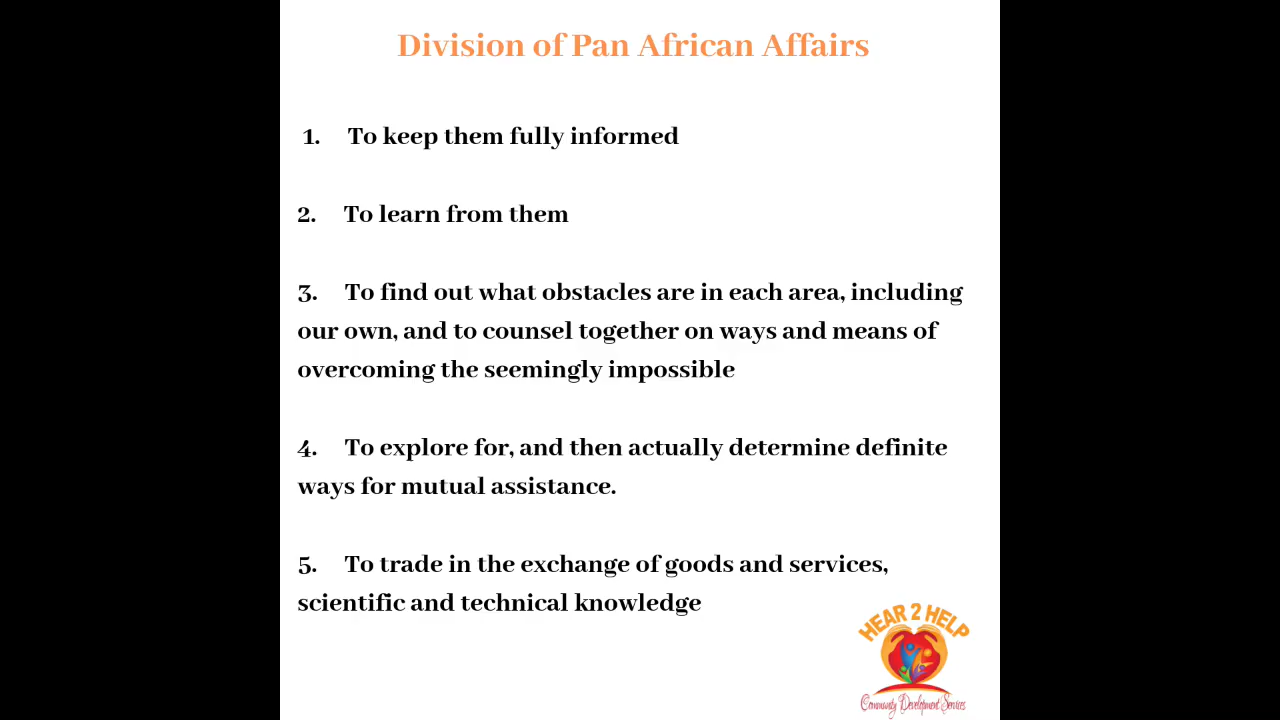 Division of Pan African Affairs
1. To keep them fully informed
2. To learn from them
3. To find out what obstacles are in each area, including
our own, and to counsel together on ways and means of
overcoming the seemingly impossible
4. To explore for, and then actually determine definite
ways for mutual assistance.
5. To trade in the exchange of goods and services,
scientific and technical knowledge
HEAR 2 HELP
Community Development Services